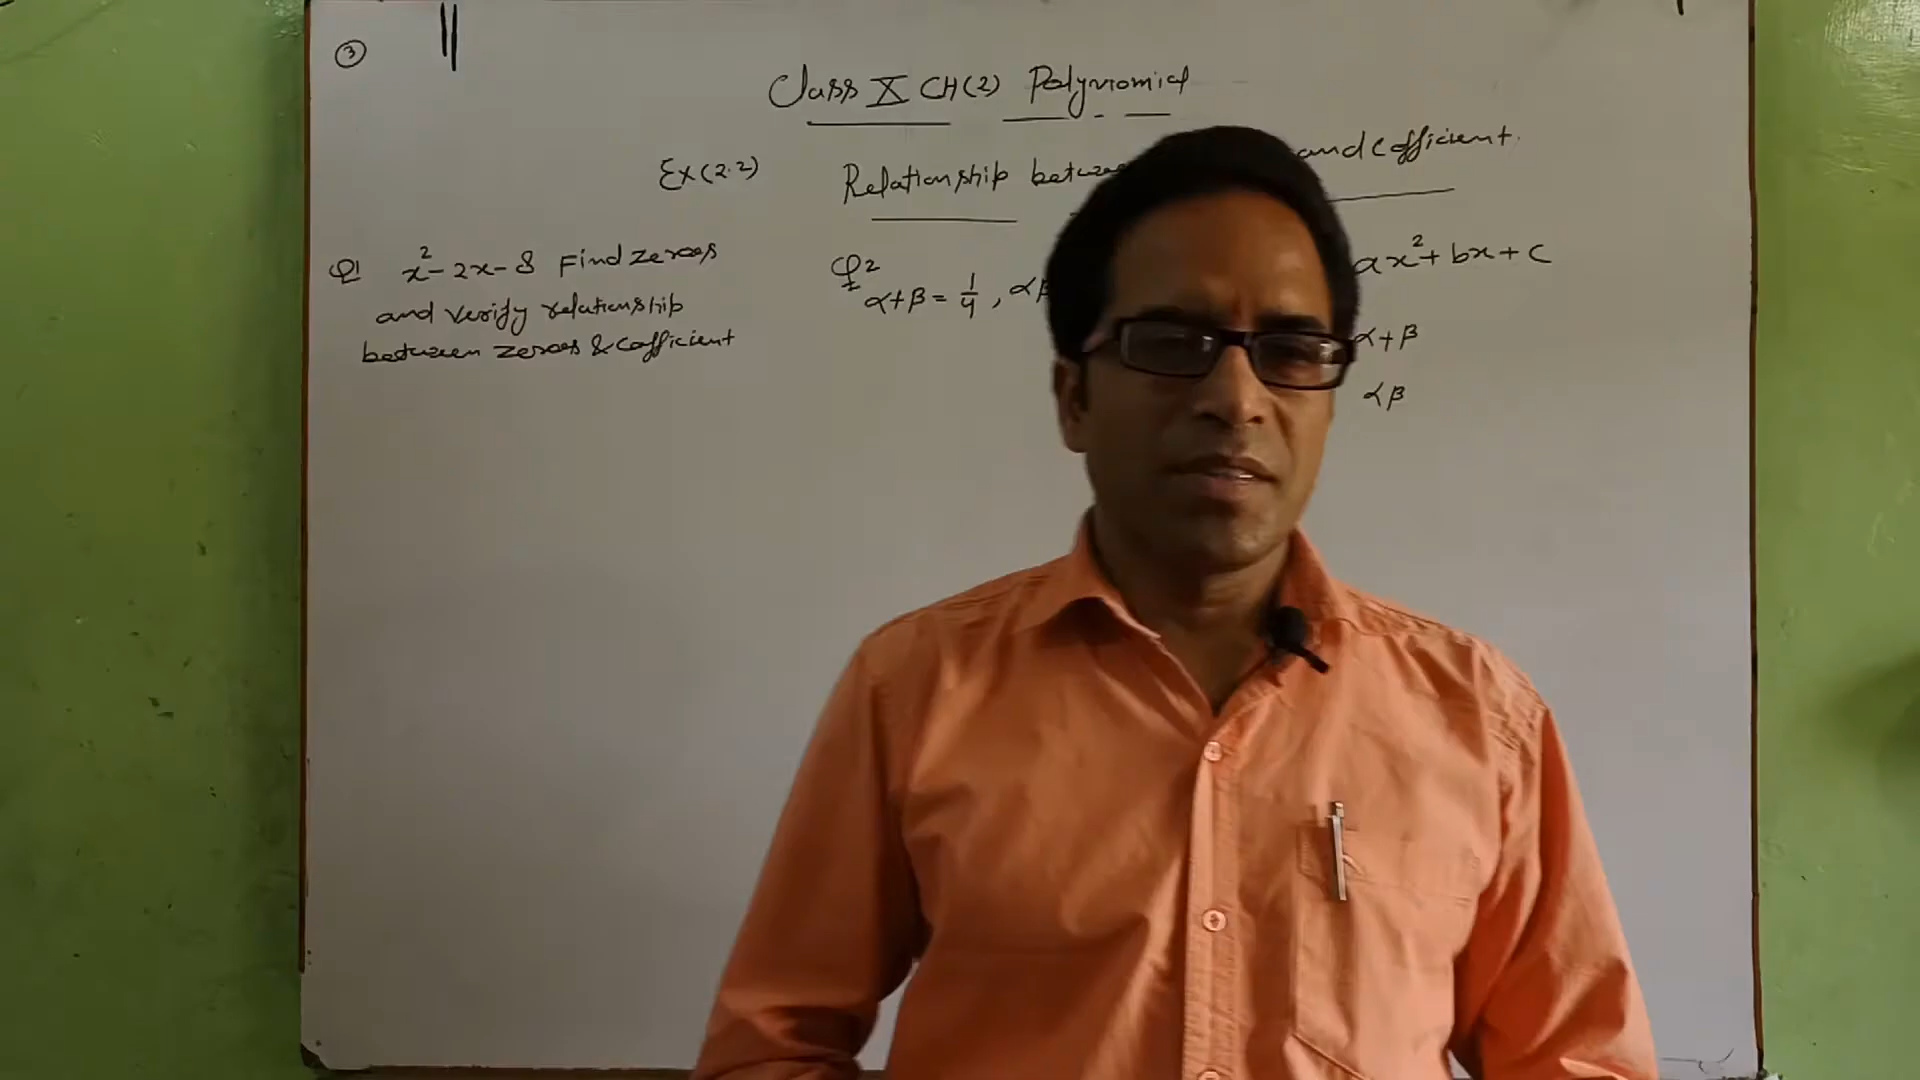 3
Class X CH(2) Polynomial
Ex(2.2) Relationship between and Cofficient.
Q1 x²-2x-8 Find zeroes
and verify relationship
between zeroes & cofficient
Q2
α+β = 1/4 , αβ
ax²+bx+c
α+β
αβ